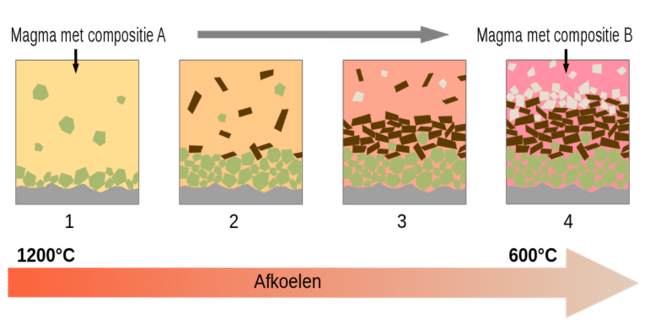 Magma met compositie A
Magma met compositie B
1
2
3
4
1200°C
600°C
Afkoelen